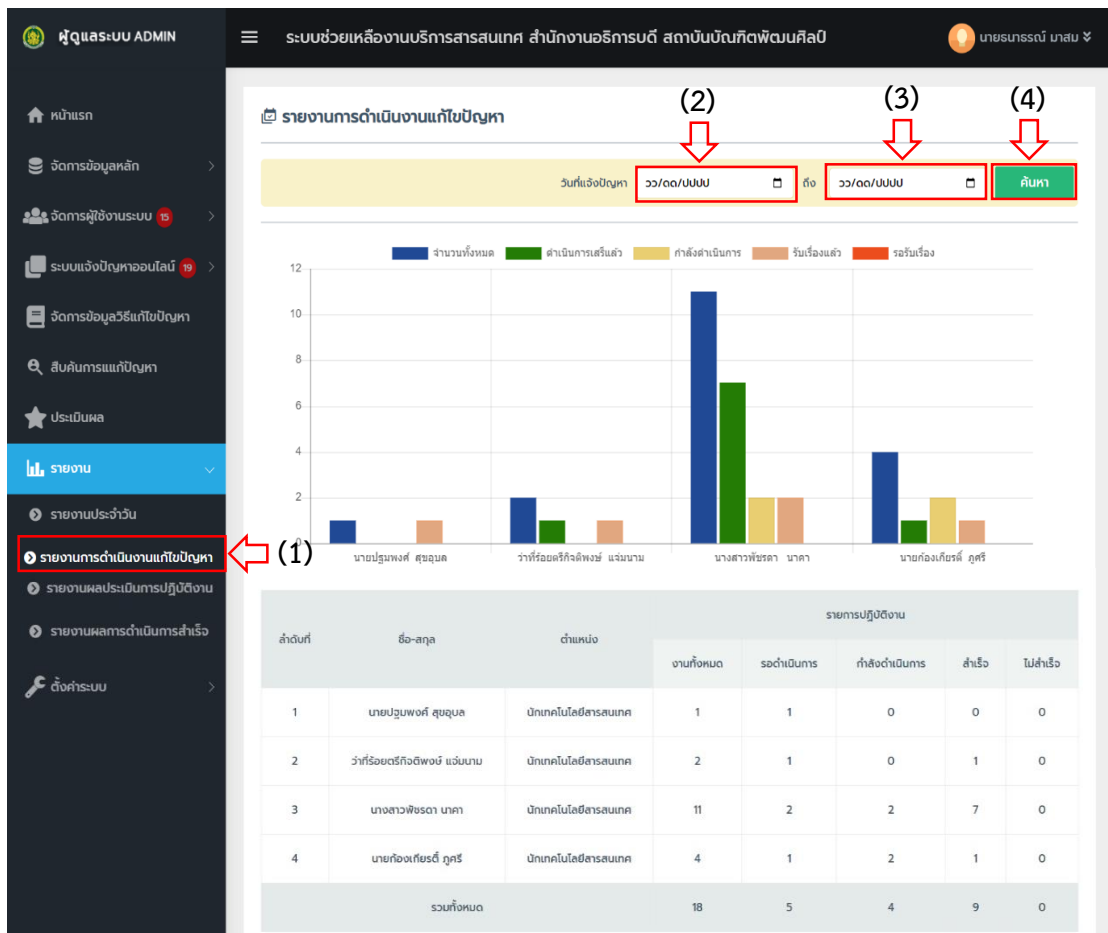 ผู้ดูแลระบบ ADMIN
ระบบช่วยเหลืองานบริการสารสนเทศ สำนักงานอธิการบดี สถาบันบัณฑิตพัฒนศิลป์
นายธนาธรณ์ มาสม
หน้าแรก
จัดการข้อมูลหลัก
จัดการผู้ใช้งานระบบ 15
ระบบแจ้งปัญหาออนไลน์ 19
จัดการข้อมูลวิธีแก้ไขปัญหา
สืบค้นการแแก้ปัญหา
ประเมินผล
รายงาน
รายงานประจำวัน
รายงานการดำเนินงานแก้ไขปัญหา
(1)
รายงานผลประเมินการปฏิบัติงาน
รายงานผลการดำเนินการสำเร็จ
ตั้งค่าระบบ
รายงานการดำเนินงานแก้ไขปัญหา
(2) (3) (4)
วันที่แจ้งปัญหา วว/ดด/ปปปป ถึง วว/ดด/ปปปป ค้นหา
จำนวนทั้งหมด ดำเนินการเสร็แล้ว กำลังดำเนินการ รับเรื่องแล้ว รอรับเรื่อง
12
10
8
6
4
2
0
นายปฐมพงศ์ สุขอุบล ว่าที่ร้อยตรีกิจติพงษ์ แจ่มนาม นางสาวพัชรดา นาคา นายก้องเกียรติ์ ภูศรี
ลำดับที่ ชื่อ-สกุล ตำแหน่ง รายการปฏิบัติงาน
งานทั้งหมด รอดำเนินการ กำลังดำเนินการ สำเร็จ ไม่สำเร็จ
1 นายปฐมพงศ์ สุขอุบล นักเทคโนโลยีสารสนเทศ 1 1 0 0 0
2 ว่าที่ร้อยตรีกิจติพงษ์ แจ่มนาม นักเทคโนโลยีสารสนเทศ 2 1 0 1 0
3 นางสาวพัชรดา นาคา นักเทคโนโลยีสารสนเทศ 11 2 2 7 0
4 นายก้องเกียรติ์ ภูศรี นักเทคโนโลยีสารสนเทศ 4 1 2 1 0
รวมทั้งหมด 18 5 4 9 0